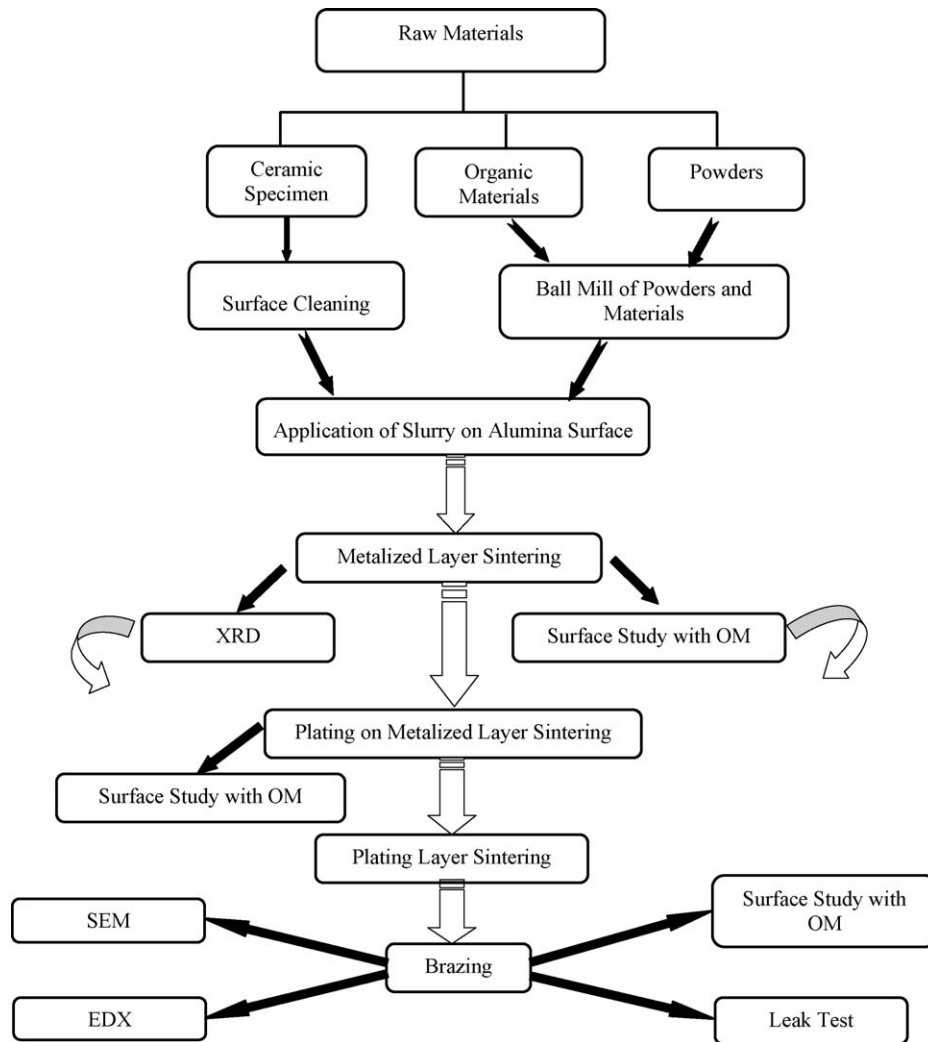 Raw Materials
Ceramic
Specimen
Organic
Materials
Powders
Surface Cleaning
Ball Mill of Powders and
Materials
Application of Slurry on Alumina Surface
Metalized Layer Sintering
XRD
Surface Study with OM
Plating on Metalized Layer Sintering
Surface Study with OM
Plating Layer Sintering
SEM
Surface Study with
OM
Brazing
EDX
Leak Test